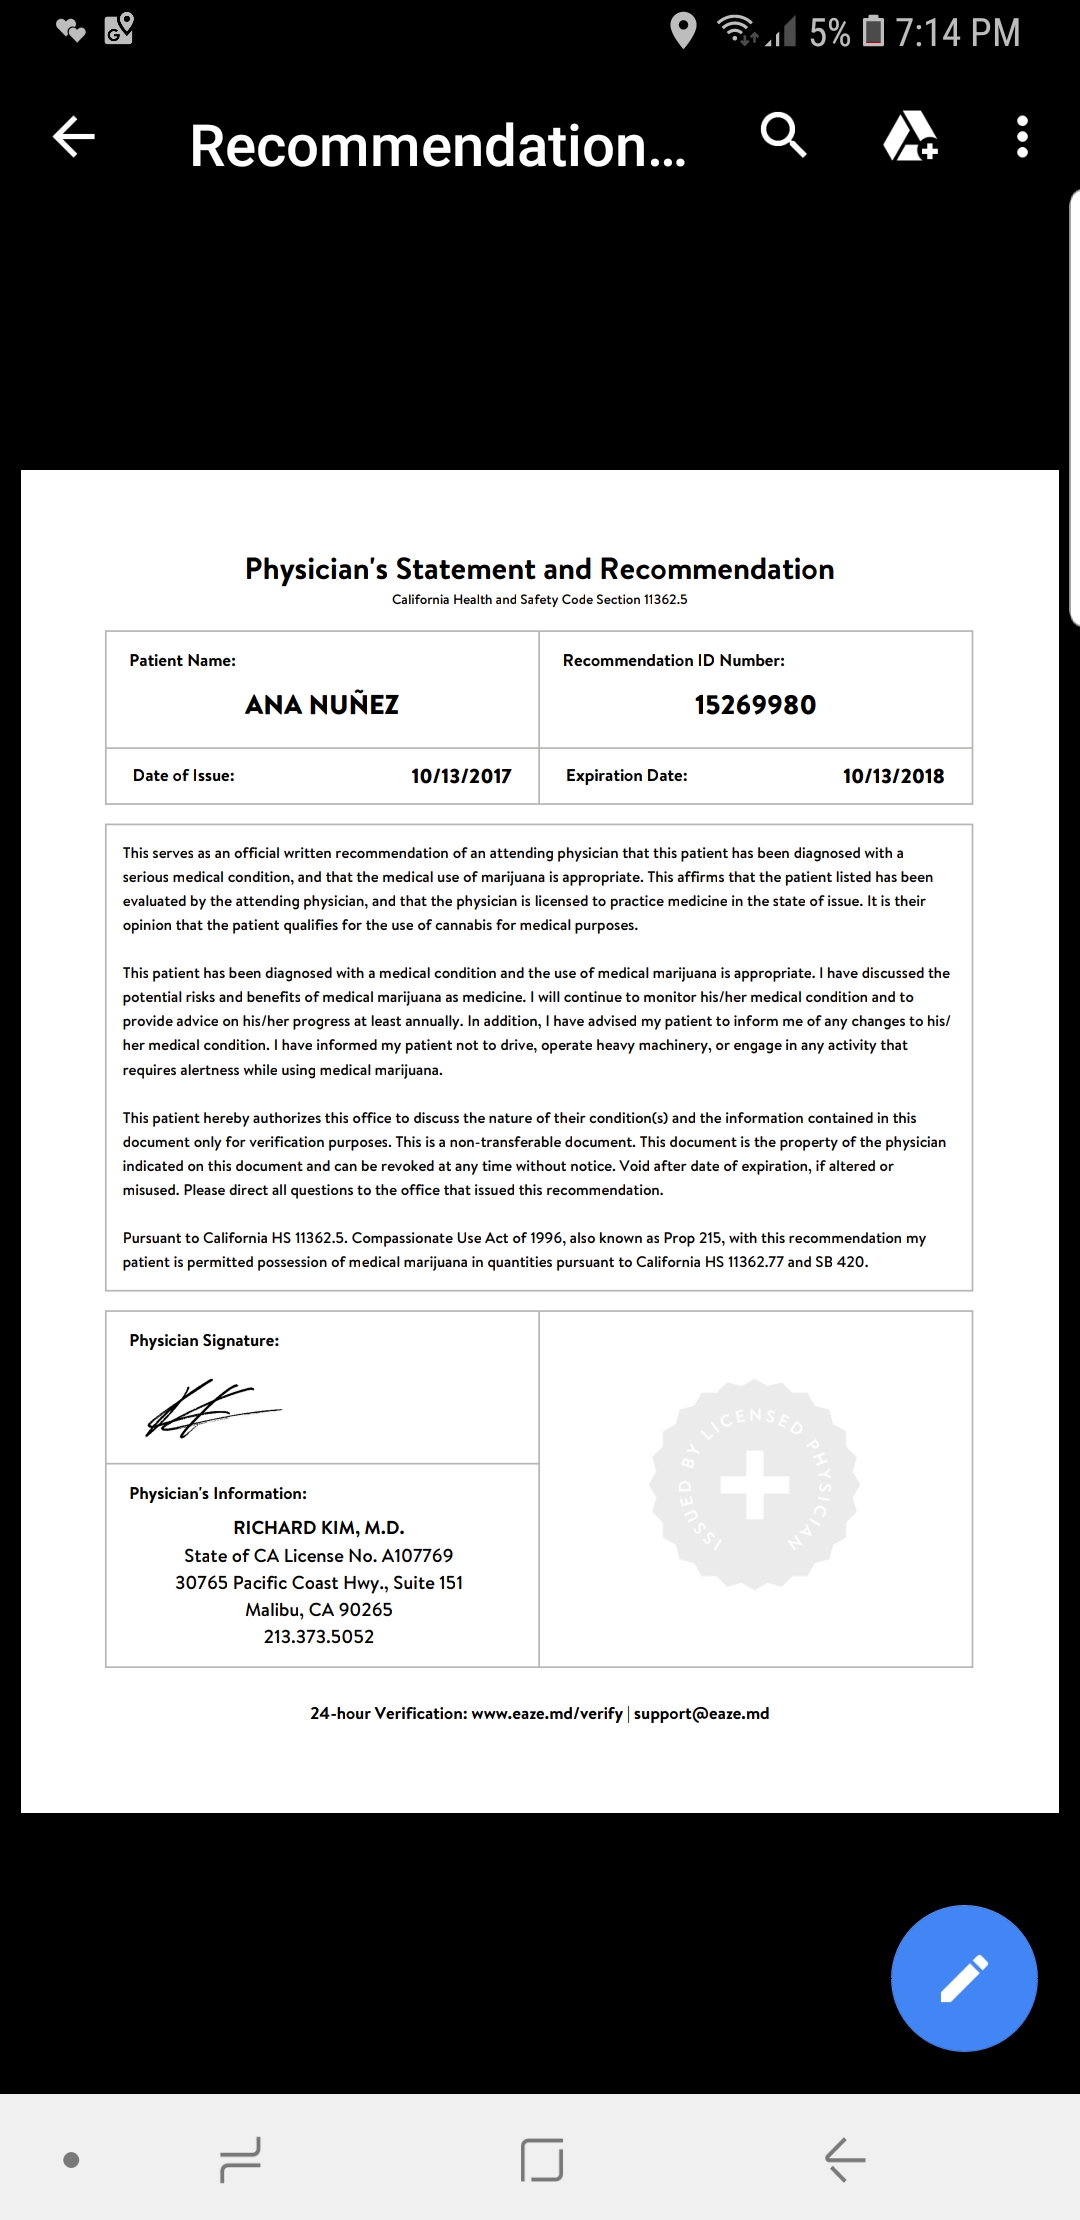 5% 7:14 PM
Recommendation...
Physician's Statement and Recommendation
California Health and Safety Code Section 11362.5
Patient Name:
ANA NUÑEZ
Recommendation ID Number:
15269980
Date of Issue: 10/13/2017
Expiration Date: 10/13/2018
This serves as an official written recommendation of an attending physician that this patient has been diagnosed with a
serious medical condition, and that the medical use of marijuana is appropriate. This affirms that the patient listed has been
evaluated by the attending physician, and that the physician is licensed to practice medicine in the state of issue. It is their
opinion that the patient qualifies for the use of cannabis for medical purposes.
This patient has been diagnosed with a medical condition and the use of medical marijuana is appropriate. I have discussed the
potential risks and benefits of medical marijuana as medicine. I will continue to monitor his/her medical condition and to
provide advice on his/her progress at least annually. In addition, I have advised my patient to inform me of any changes to his/
her medical condition. I have informed my patient not to drive, operate heavy machinery, or engage in any activity that
requires alertness while using medical marijuana.
This patient hereby authorizes this office to discuss the nature of their condition(s) and the information contained in this
document only for verification purposes. This is a non-transferable document. This document is the property of the physician
indicated on this document and can be revoked at any time without notice. Void after date of expiration, if altered or
misused. Please direct all questions to the office that issued this recommendation.
Pursuant to California HS 11362.5. Compassionate Use Act of 1996, also known as Prop 215, with this recommendation my
patient is permitted possession of medical marijuana in quantities pursuant to California HS 11362.77 and SB 420.
Physician Signature:
Physician's Information:
RICHARD KIM, M.D.
State of CA License No. A107769
30765 Pacific Coast Hwy., Suite 151
Malibu, CA 90265
213.373.5052
ISSUED BY LICENSED PHYSICIAN
24-hour Verification: www.eaze.md/verify | support@eaze.md